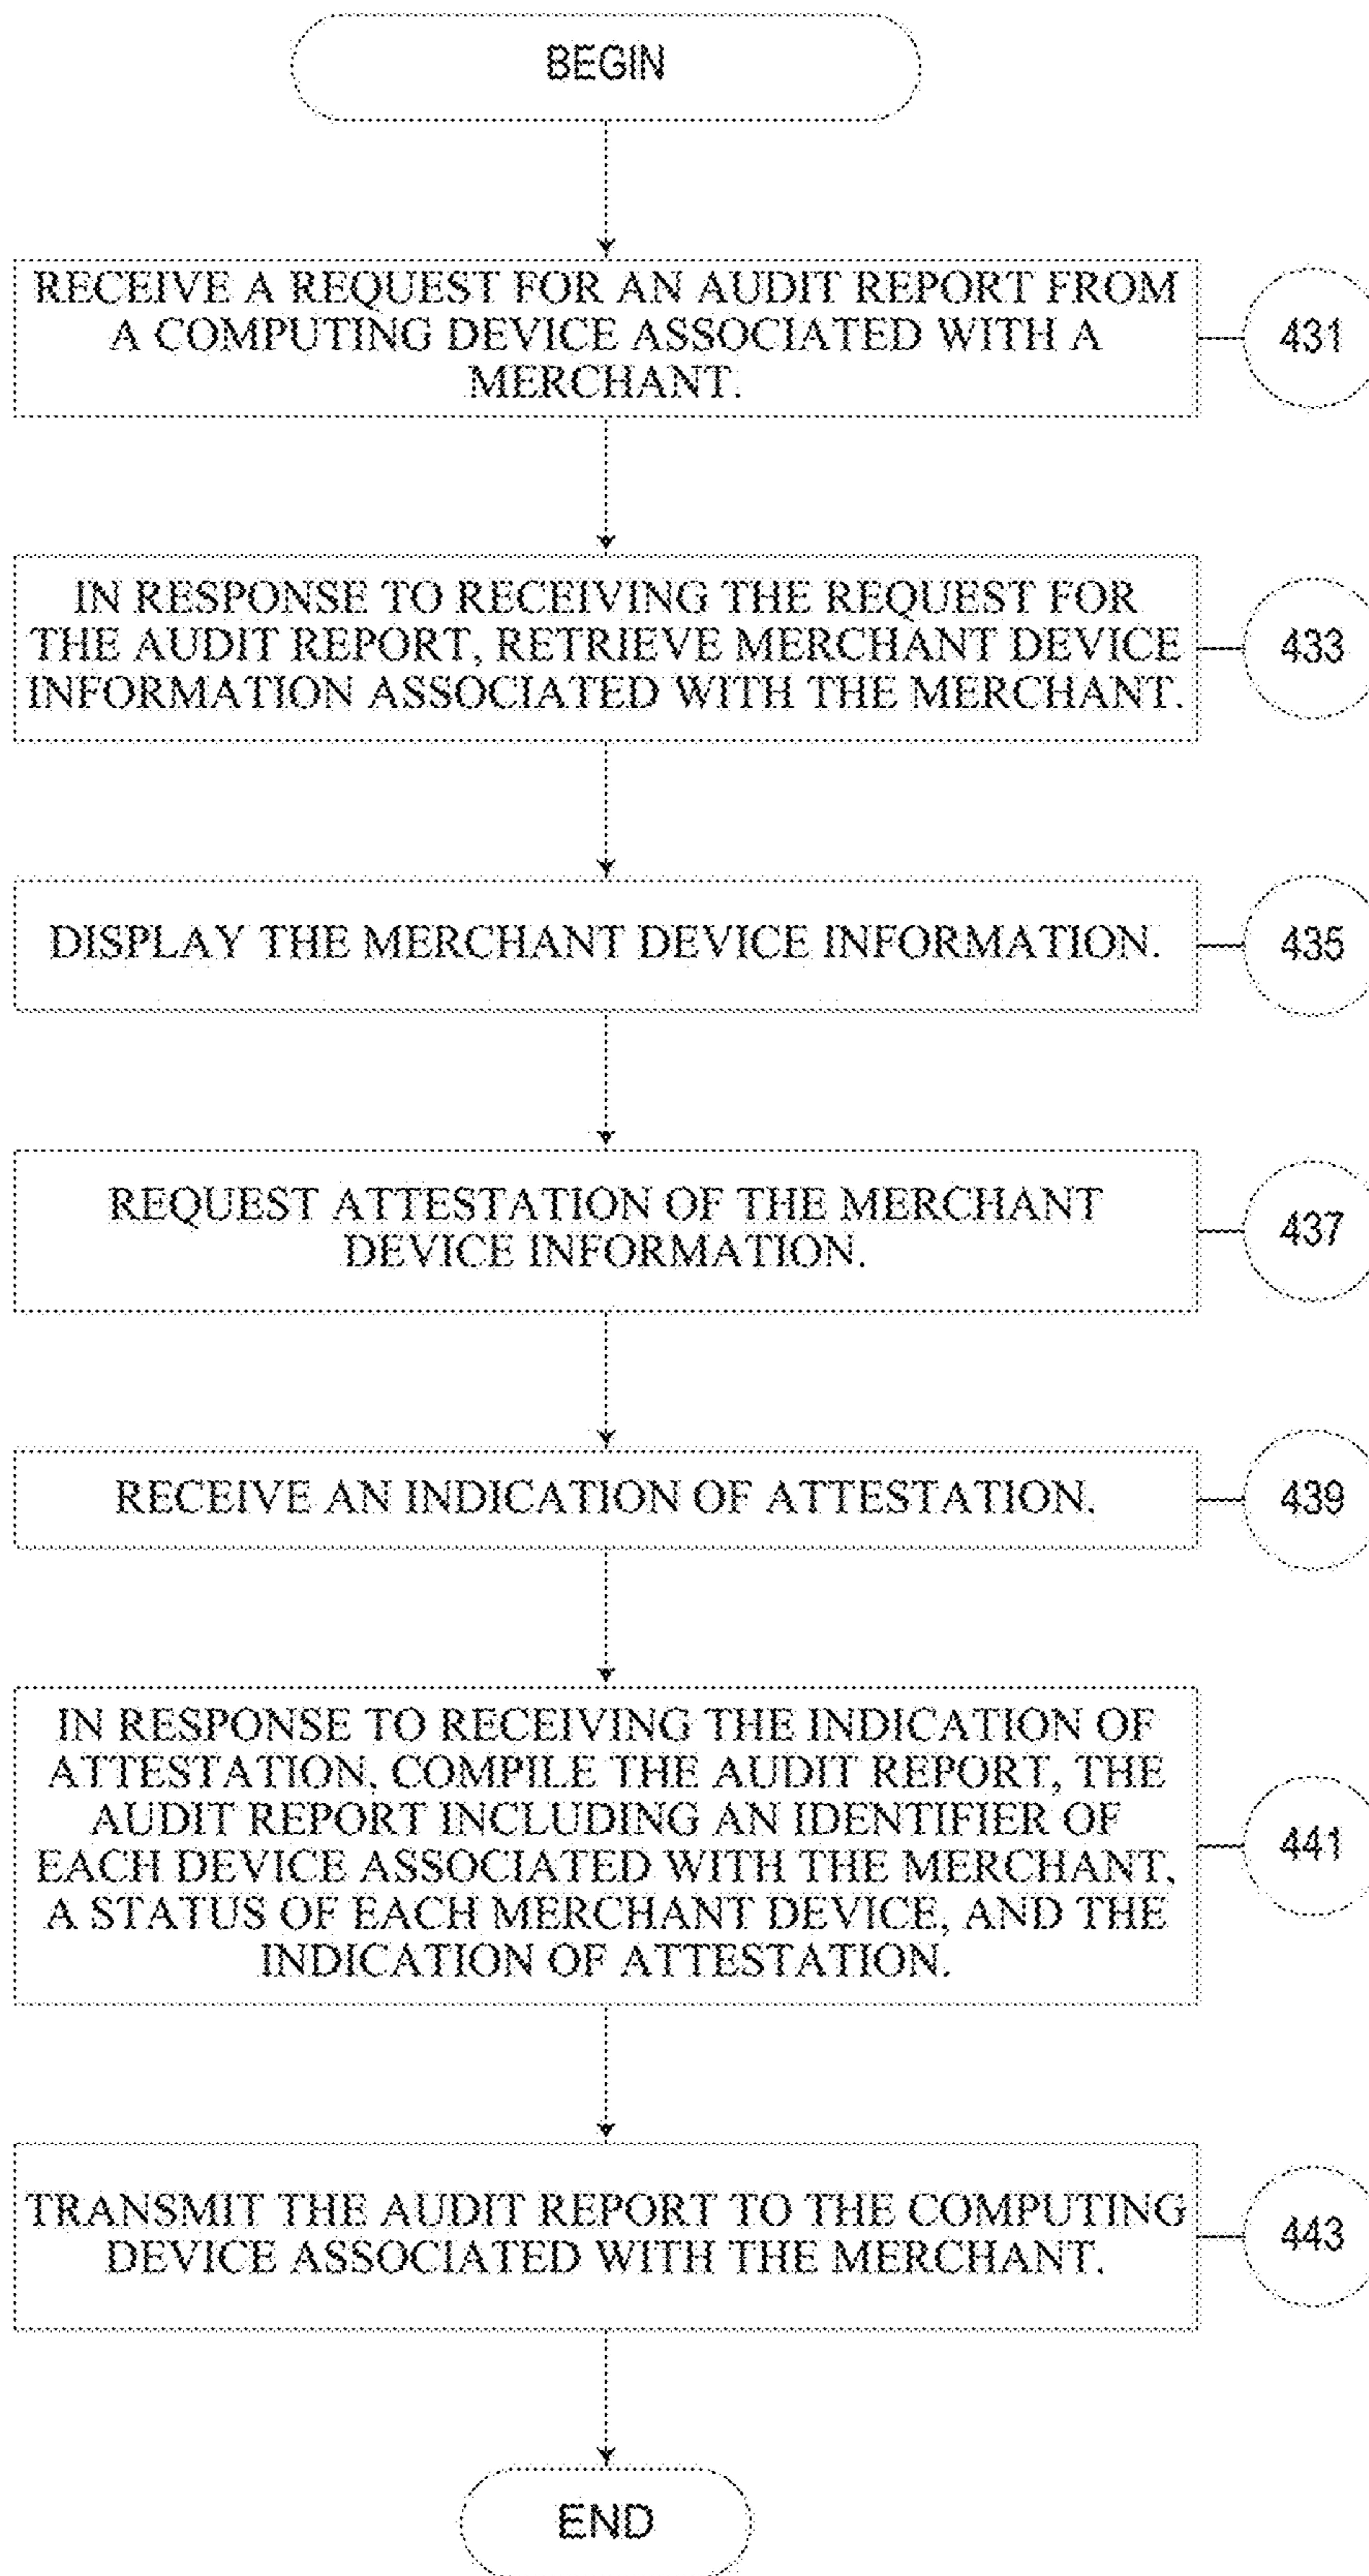 BEGIN
RECEIVE A REQUEST FOR AN AUDIT REPORT FROM
A COMPUTING DEVICE ASSOCIATED WITH A
MERCHANT.
431
IN RESPONSE TO RECEIVING THE REQUEST FOR
THE AUDIT REPORT, RETRIEVE MERCHANT DEVICE
INFORMATION ASSOCIATED WITH THE MERCHANT.
433
DISPLAY THE MERCHANT DEVICE INFORMATION.
435
REQUEST ATTESTATION OF THE MERCHANT
DEVICE INFORMATION.
437
RECEIVE AN INDICATION OF ATTESTATION.
439
IN RESPONSE TO RECEIVING THE INDICATION OF
ATTESTATION, COMPILE THE AUDIT REPORT, THE
AUDIT REPORT INCLUDING AN IDENTIFIER OF
EACH DEVICE ASSOCIATED WITH THE MERCHANT,
A STATUS OF EACH MERCHANT DEVICE, AND THE
INDICATION OF ATTESTATION.
441
TRANSMIT THE AUDIT REPORT TO THE COMPUTING
DEVICE ASSOCIATED WITH THE MERCHANT.
443
END